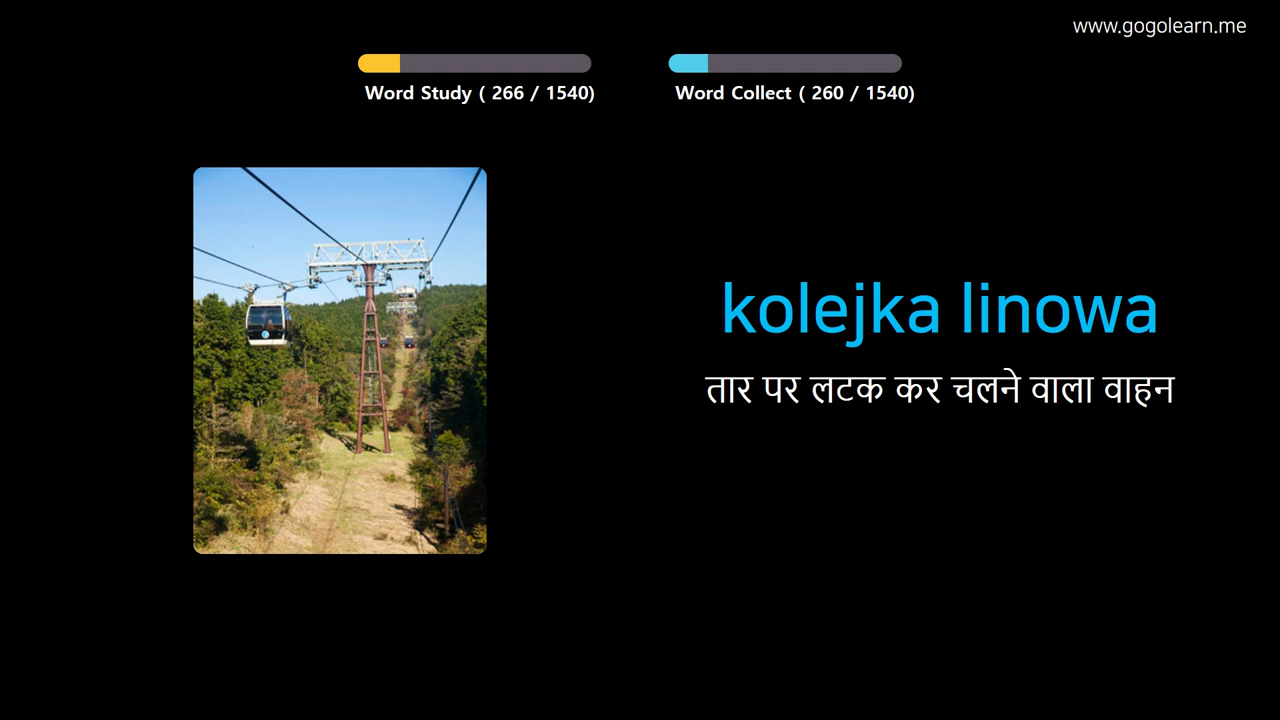 www.gogolearn.me
Word Study ( 266 / 1540)
Word Collect ( 260 / 1540)
kolejka linowa
तार पर लटक कर चलने वाला वाहन